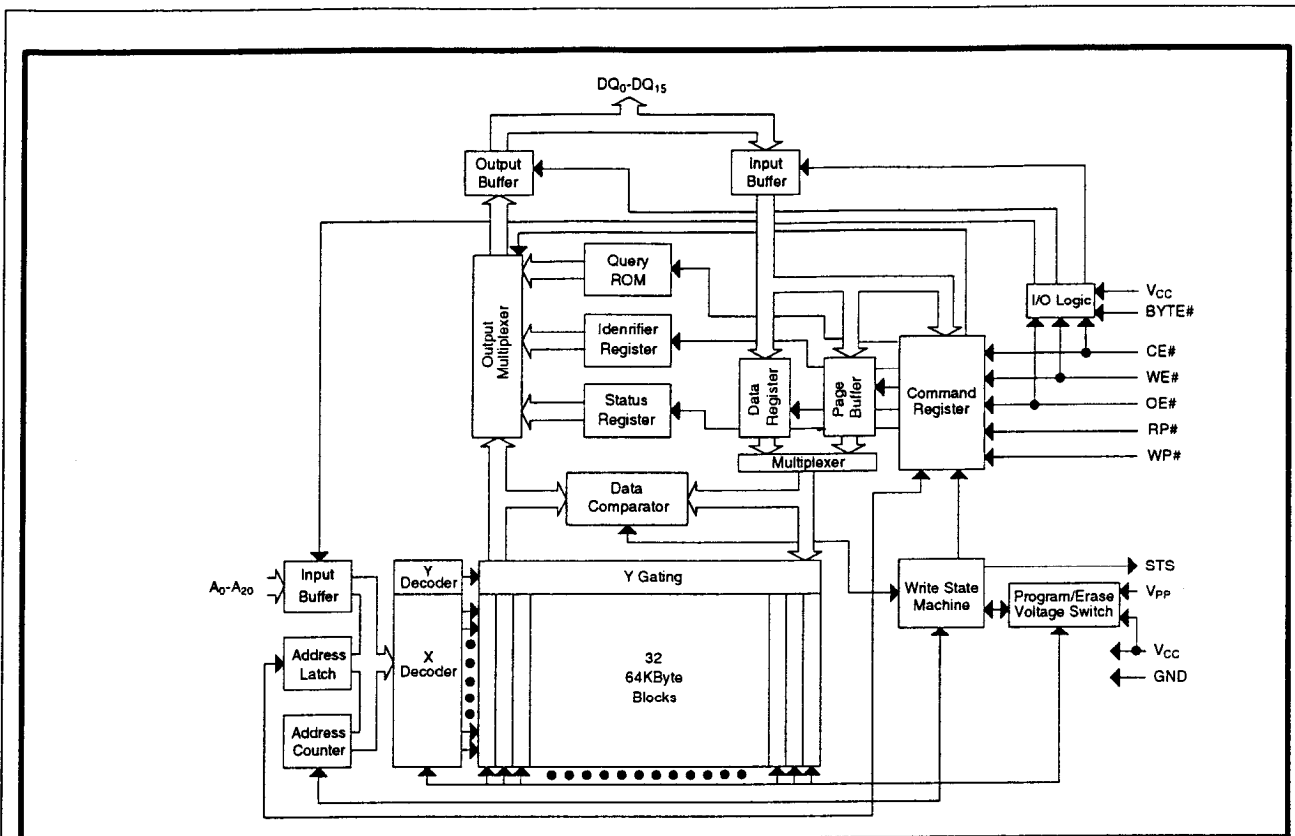 DQ0-DQ15
Output
Buffer
Input
Buffer
Query
ROM
Idenrifier
Register
Status
Register
Output
Multiplexer
Data
Register
Page
Buffer
Multiplexer
Command
Register
I/O Logic
VCC
BYTE#
CE#
WE#
OE#
RP#
WP#
Data
Comparator
A0-A20
Input
Buffer
Address
Latch
Address
Counter
Y
Decoder
X
Decoder
Y Gating
32
64KByte
Blocks
Write State
Machine
Program/Erase
Voltage Switch
STS
VPP
VCC
GND